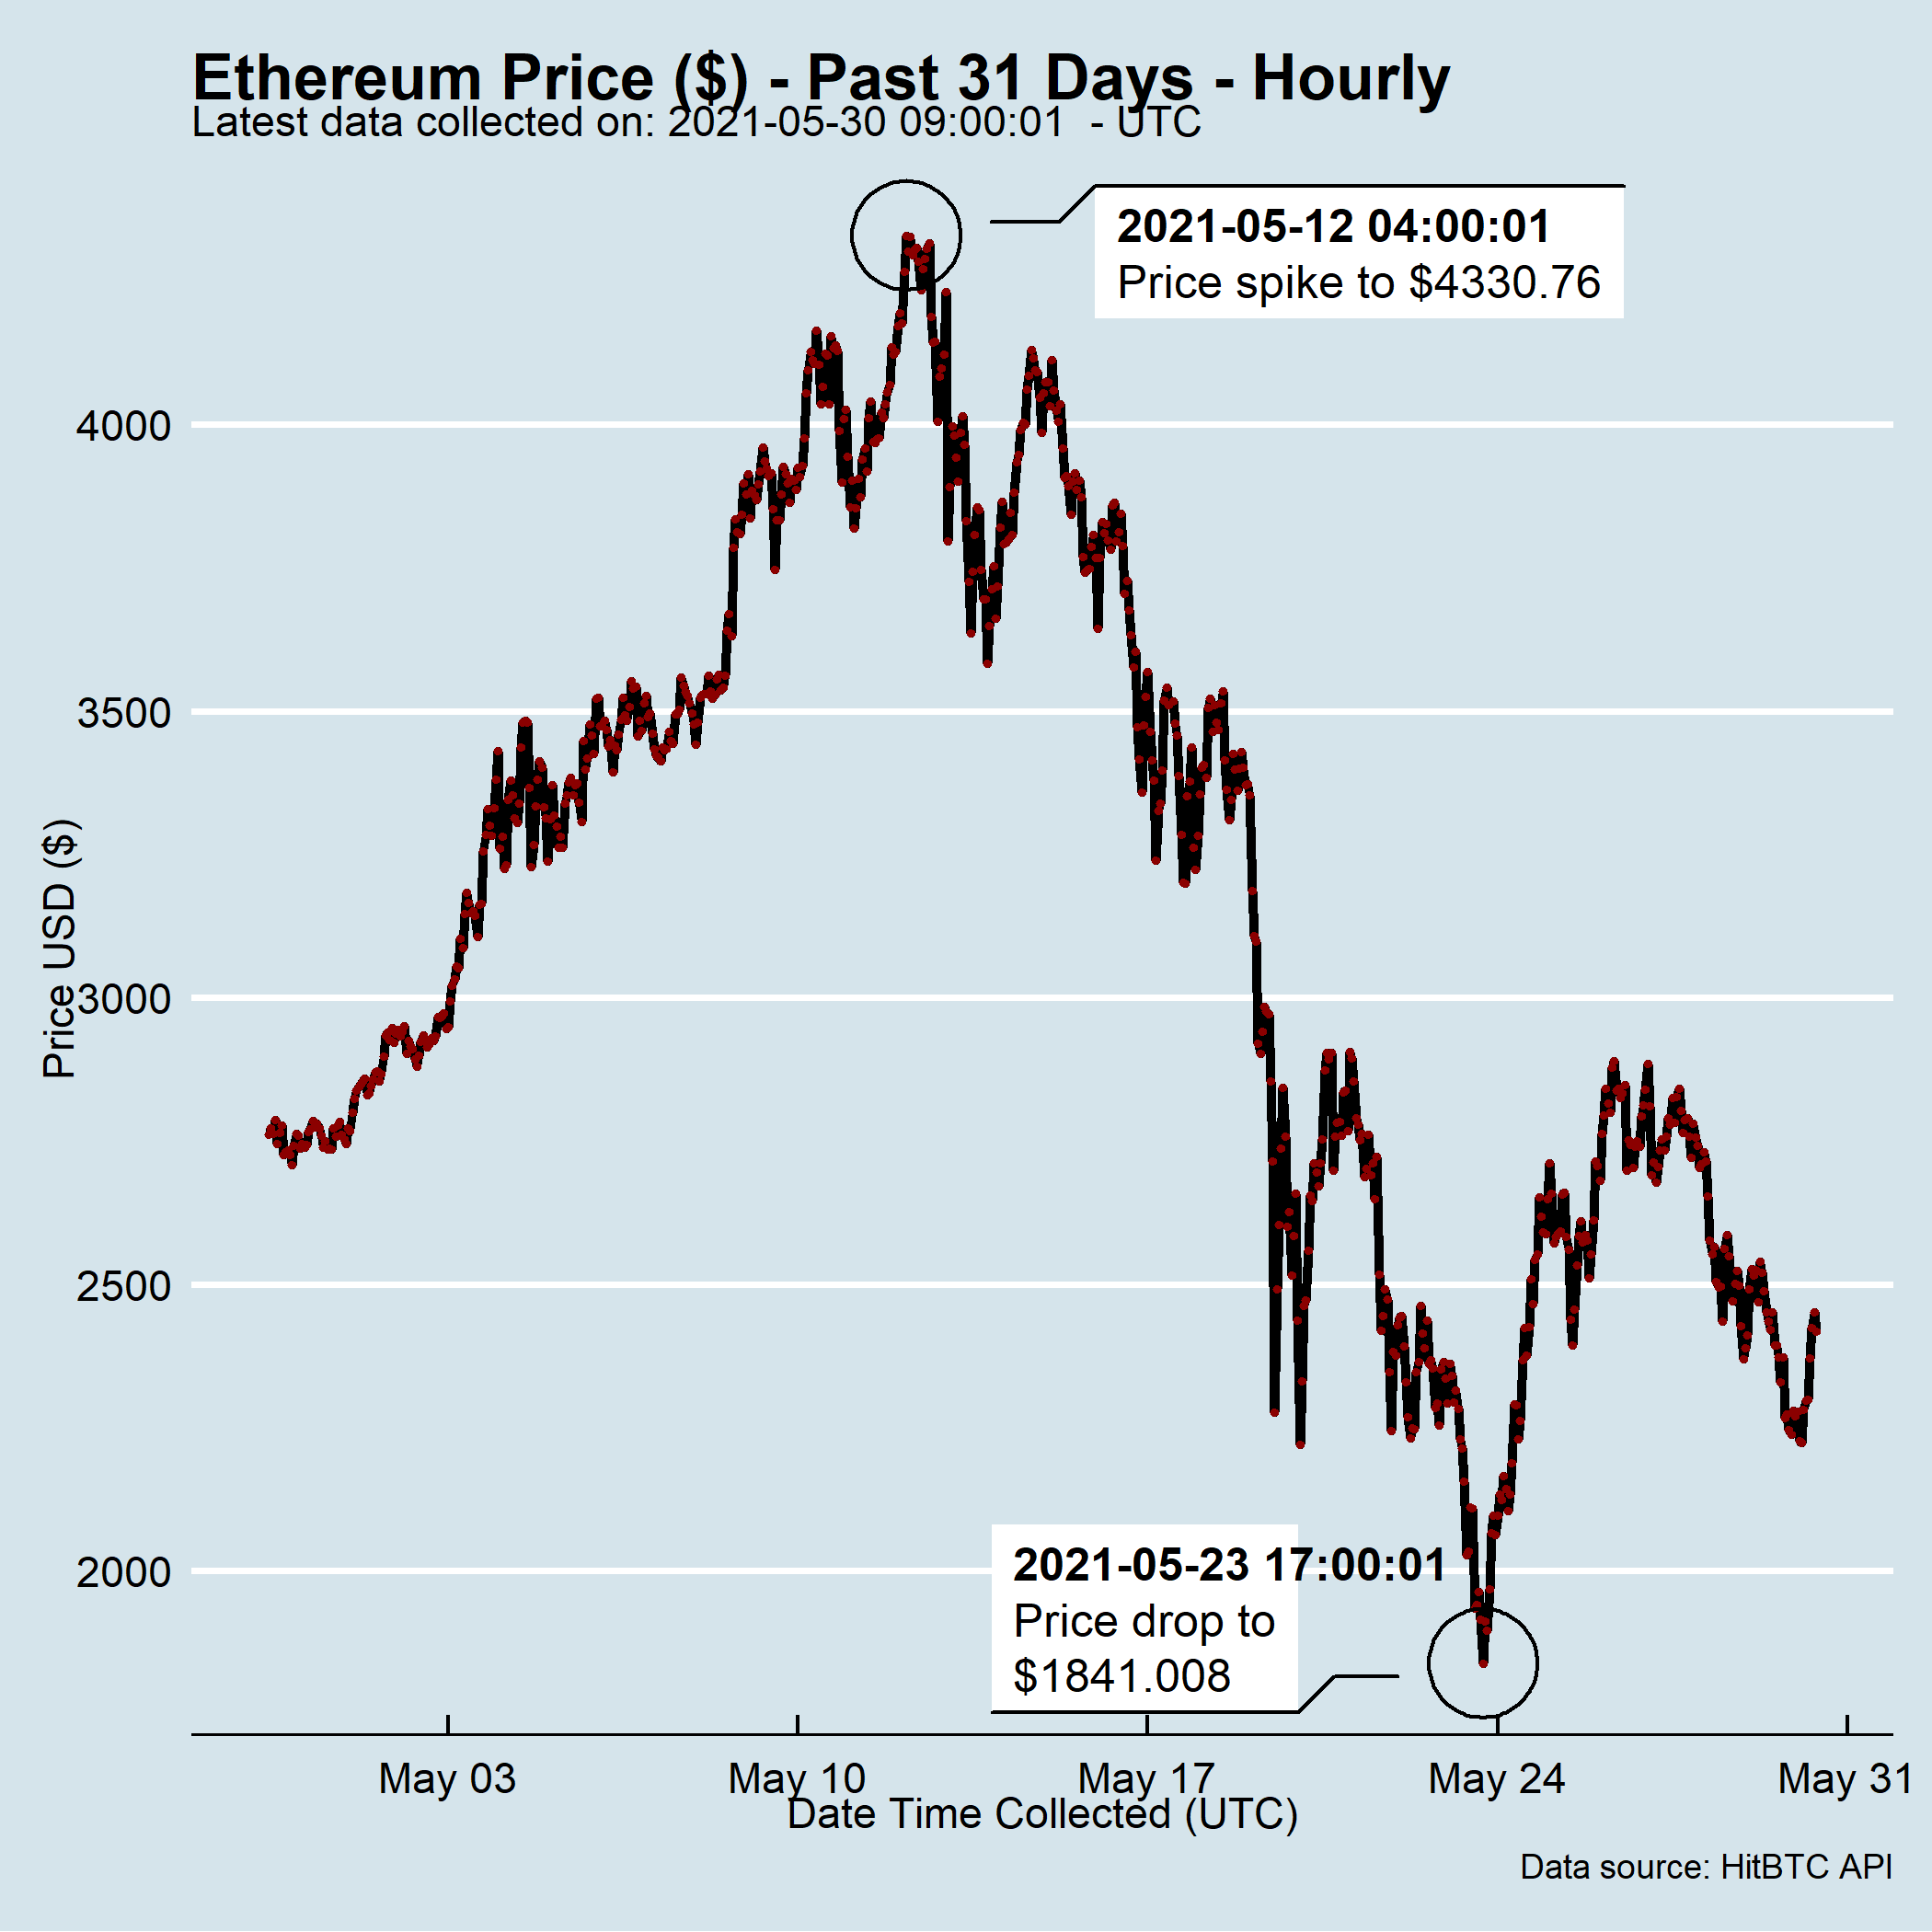 Ethereum Price ($) - Past 31 Days - Hourly
Latest data collected on: 2021-05-30 09:00:01  - UTC
2021-05-12 04:00:01
Price spike to $4330.76
4000
3500
3000
2500
2000
Price USD ($)
2021-05-23 17:00:01
Price drop to
$1841.008
May 03
May 10
May 17
May 24
May 31
Date Time Collected (UTC)
Data source: HitBTC API